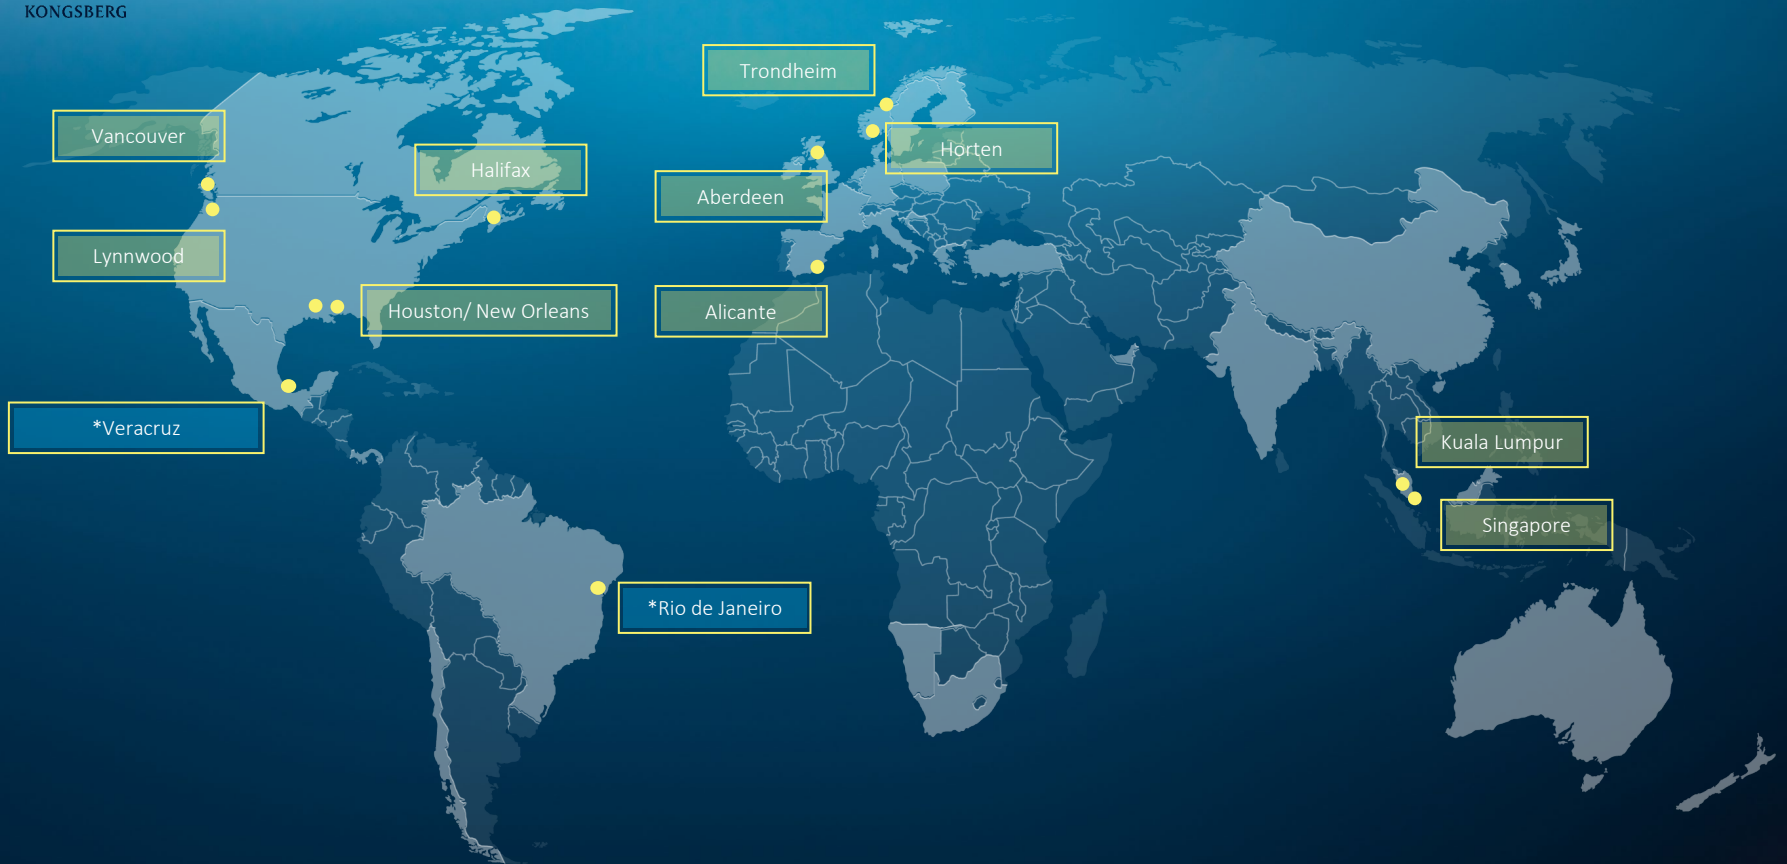 KONGSBERG
Trondheim
Vancouver
Horten
Halifax
Aberdeen
Lynnwood
Houston/ New Orleans
Alicante
*Veracruz
Kuala Lumpur
Singapore
*Rio de Janeiro